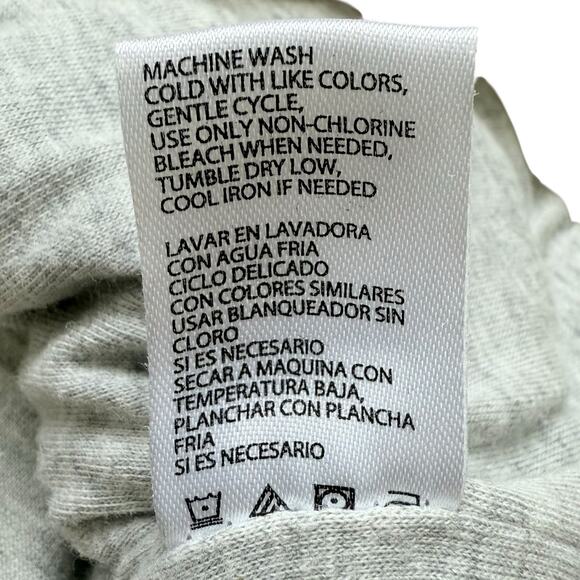 MACHINE WASH
COLD WITH LIKE COLORS,
GENTLE CYCLE,
USE ONLY NON-CHLORINE
BLEACH WHEN NEEDED,
TUMBLE DRY LOW,
COOL IRON IF NEEDED
LAVAR EN LAVADORA
CON AGUA FRIA
CICLO DELICADO
CON COLORES SIMILARES
USAR BLANQUEADOR SIN
CLORO
SI ES NECESARIO
SECAR A MAQUINA CON
TEMPERATURA BAJA,
PLANCHAR CON PLANCHA
FRIA
SI ES NECESARIO